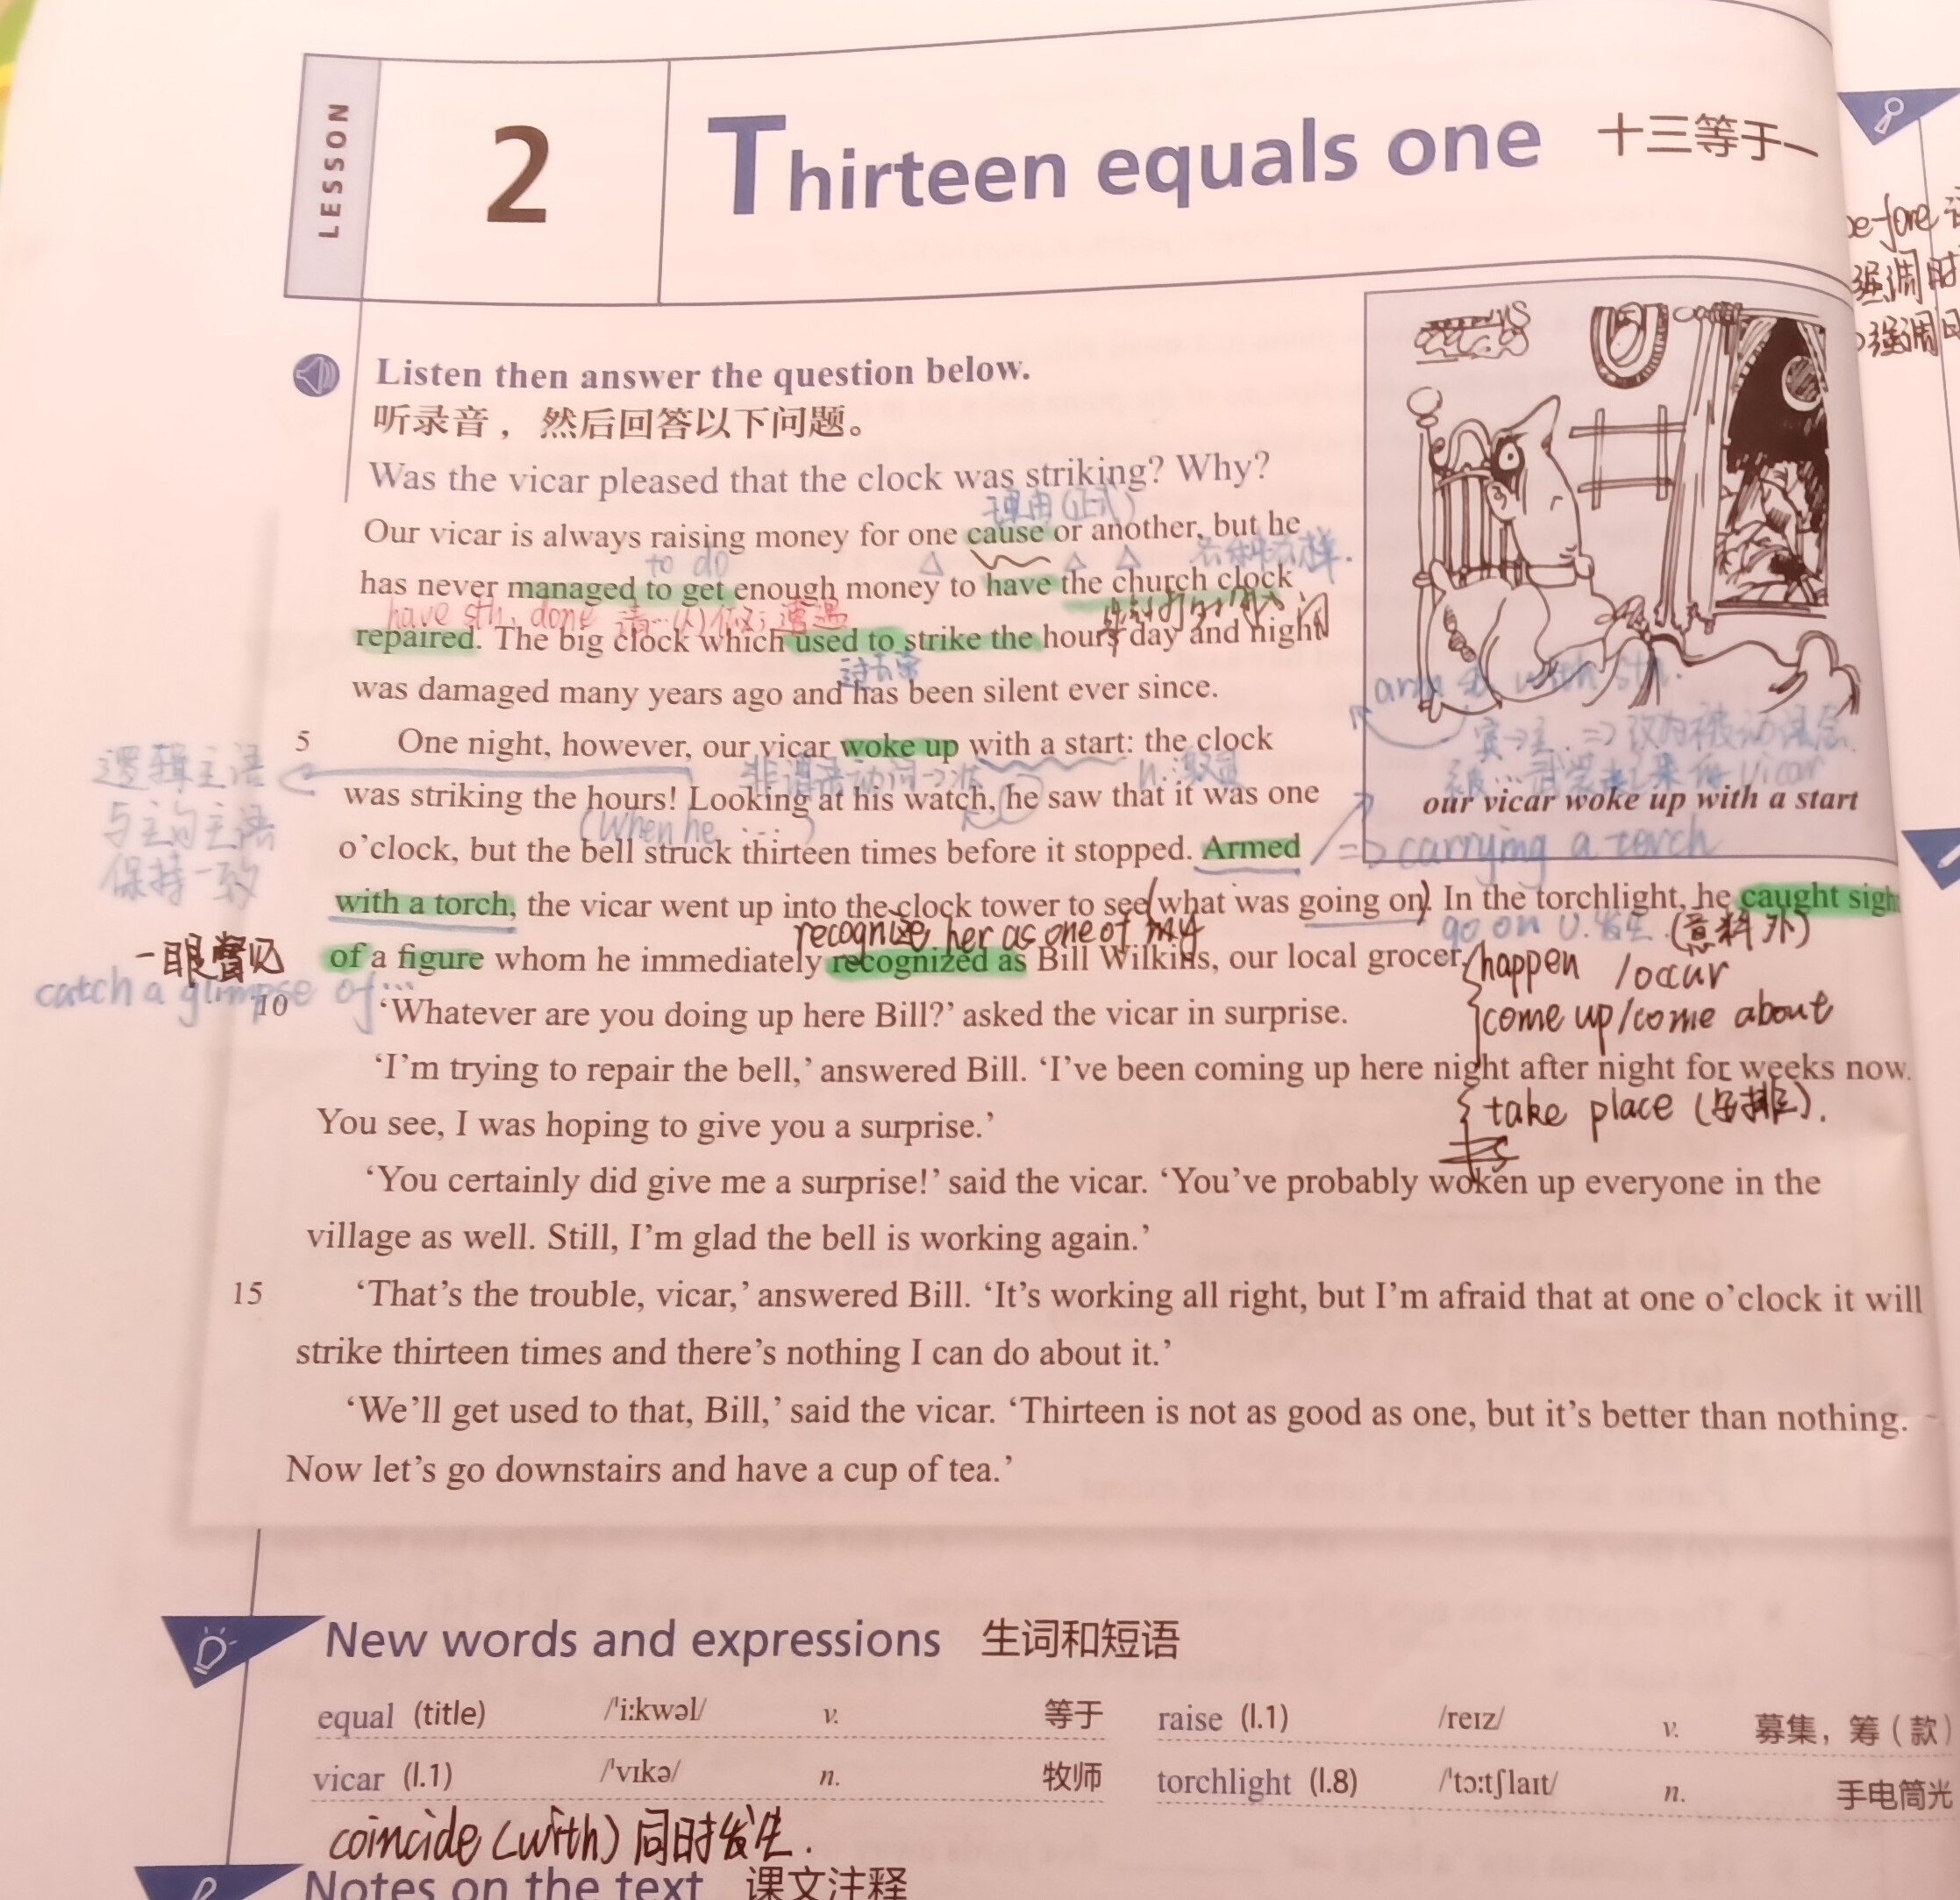 LESSON
2
Thirteen equals one 十三等于一
Listen then answer the question below.
听录音，然后回答以下问题。
Was the vicar pleased that the clock was striking? Why?
理由(正式)
Our vicar is always raising money for one cause or another, but he
to do
has never managed to get enough money to have the church clock
have sth. done 请…(人)做; 遭遇
repaired. The big clock which used to strike the hours day and night
过去常
was damaged many years ago and has been silent ever since.
arm sb with sth.
5 One night, however, our vicar woke up with a start: the clock
逻辑主语
与主句主语
保持一致
was striking the hours! Looking at his watch, he saw that it was one
(When he ...)
our vicar woke up with a start
o'clock, but the bell struck thirteen times before it stopped. Armed
=> carrying a torch
with a torch, the vicar went up into the clock tower to see (what was going on). In the torchlight, he caught sigh
recognize her as one of my
go on v. 发生 (意料外)
一眼瞥见
of a figure whom he immediately recognized as Bill Wilkins, our local grocer.
happen / occur
catch a glimpse of ...
come up / come about
10 'Whatever are you doing up here Bill?' asked the vicar in surprise.
'I'm trying to repair the bell,' answered Bill. 'I've been coming up here night after night for weeks now.
take place (安排).
You see, I was hoping to give you a surprise.'
'You certainly did give me a surprise!' said the vicar. 'You've probably woken up everyone in the
village as well. Still, I'm glad the bell is working again.'
15 'That's the trouble, vicar,' answered Bill. 'It's working all right, but I'm afraid that at one o'clock it will
strike thirteen times and there's nothing I can do about it.'
'We'll get used to that, Bill,' said the vicar. 'Thirteen is not as good as one, but it's better than nothing.
Now let's go downstairs and have a cup of tea.'
New words and expressions 生词和短语
equal (title) /ˈiːkwəl/ v. 等于
raise (l.1) /reɪz/ v. 募集，筹（款）
vicar (l.1) /ˈvɪkə/ n. 牧师
torchlight (l.8) /ˈtɔːtʃlaɪt/ n. 手电筒光
coincide (with) 同时发生.
Notes on the text 课文注释